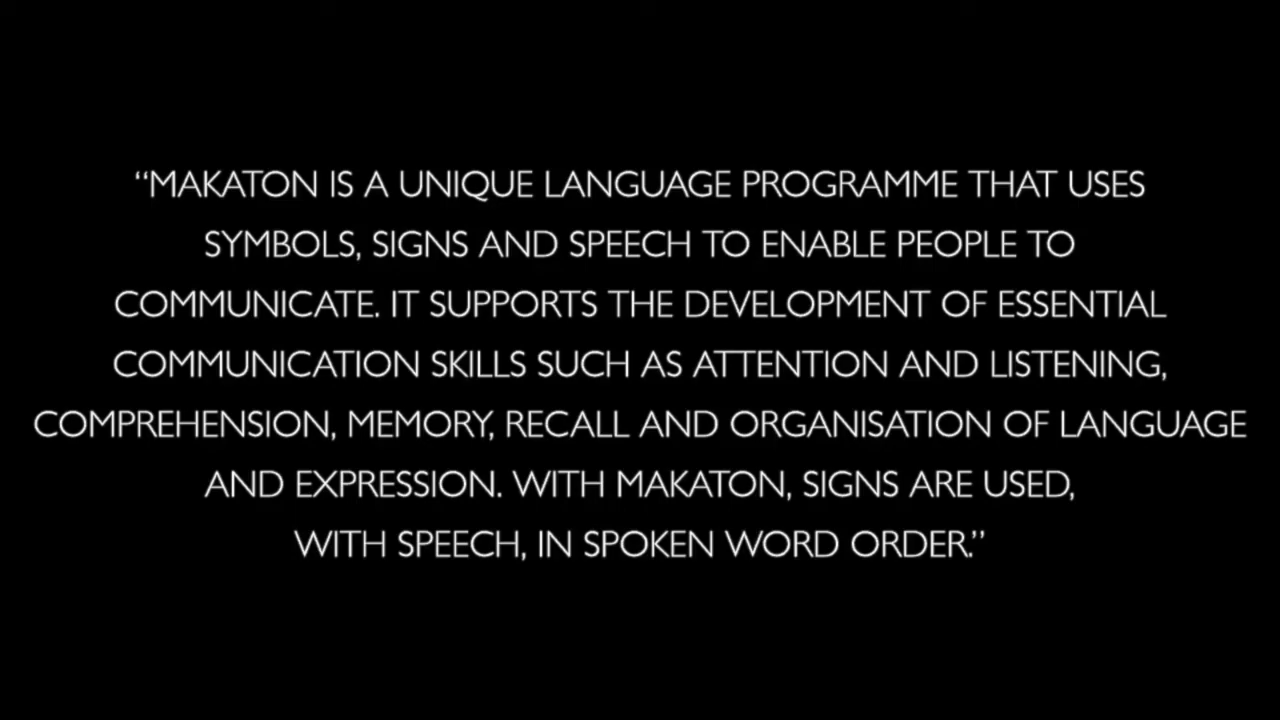 “MAKATON IS A UNIQUE LANGUAGE PROGRAMME THAT USES
SYMBOLS, SIGNS AND SPEECH TO ENABLE PEOPLE TO
COMMUNICATE. IT SUPPORTS THE DEVELOPMENT OF ESSENTIAL
COMMUNICATION SKILLS SUCH AS ATTENTION AND LISTENING,
COMPREHENSION, MEMORY, RECALL AND ORGANISATION OF LANGUAGE
AND EXPRESSION. WITH MAKATON, SIGNS ARE USED,
WITH SPEECH, IN SPOKEN WORD ORDER.”